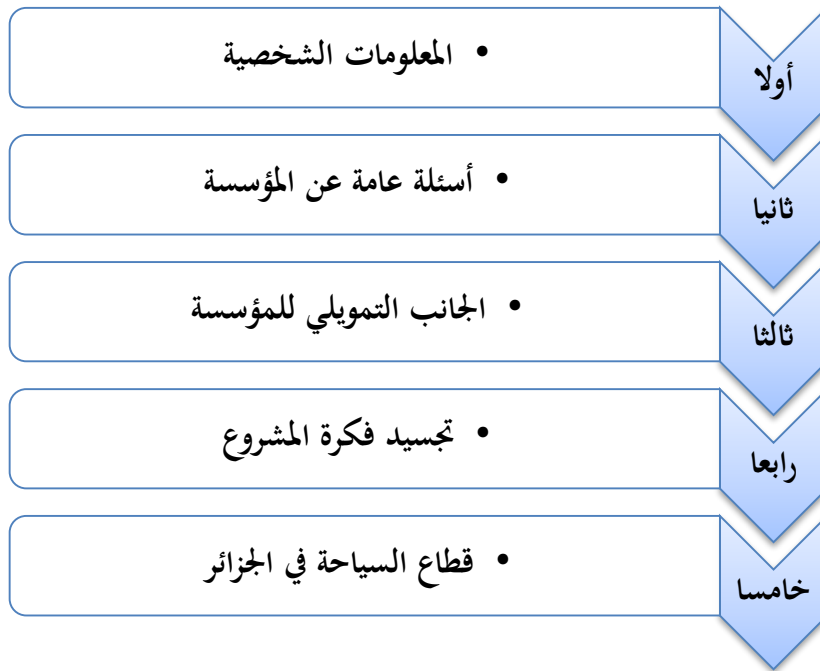 أولا
• المعلومات الشخصية
ثانيا
• أسئلة عامة عن المؤسسة
ثالثا
• الجانب التمويلي للمؤسسة
رابعا
• تجسيد فكرة المشروع
خامسا
• قطاع السياحة في الجزائر